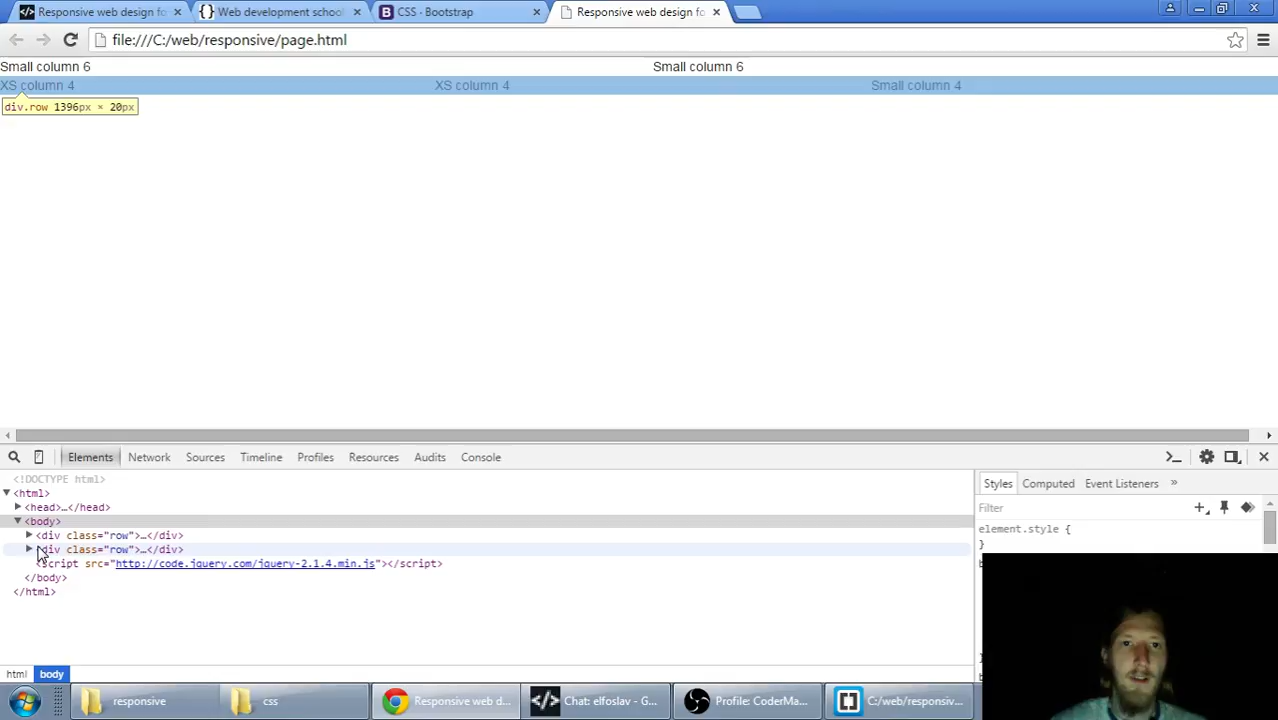 Responsive web design fo
Web development school
CSS · Bootstrap
Responsive web design fo
file:///C:/web/responsive/page.html
Small column 6
Small column 6
XS column 4
XS column 4
Small column 4
div.row 1396px × 20px
Elements
Network
Sources
Timeline
Profiles
Resources
Audits
Console
<!DOCTYPE html>
<html>
<head>…</head>
<body>
<div class="row">…</div>
<div class="row">…</div>
<script src="http://code.jquery.com/jquery-2.1.4.min.js"></script>
</body>
</html>
Styles
Computed
Event Listeners
Filter
element.style {
}
html
body
responsive
css
Responsive web d...
Chat: elfoslav - G...
Profile: CoderMa...
C:/web/responsiv...